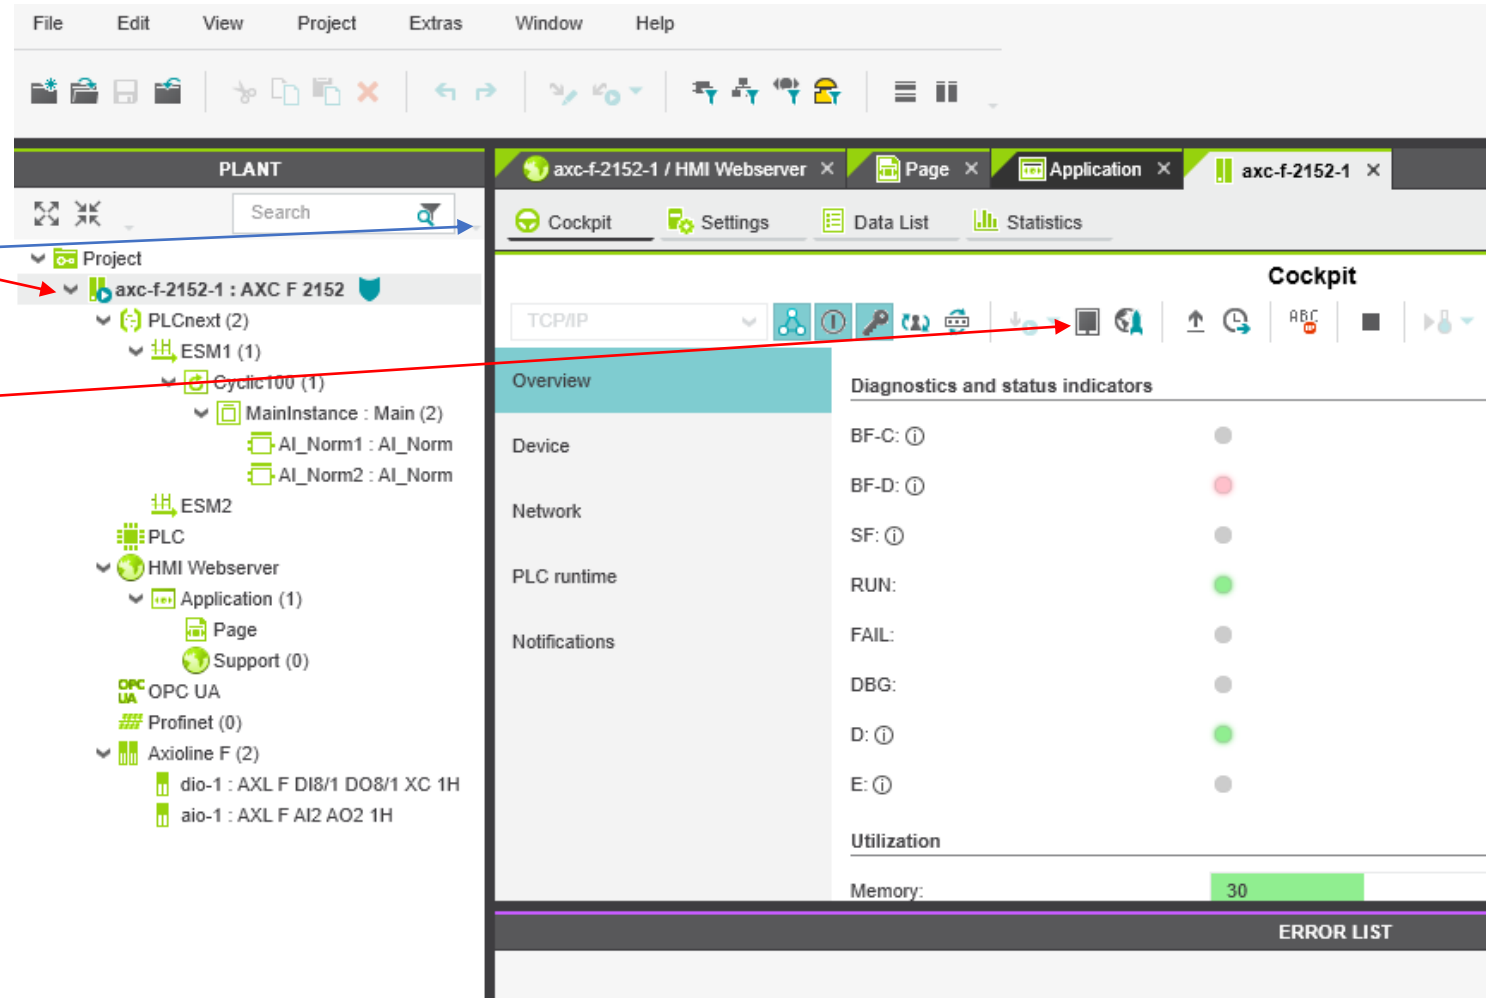 File Edit View Project Extras Window Help
PLANT
axc-f-2152-1 / HMI Webserver × Page × Application × axc-f-2152-1 ×
Search
Cockpit Settings Data List Statistics
Project
axc-f-2152-1 : AXC F 2152
PLCnext (2)
ESM1 (1)
Cyclic100 (1)
MainInstance : Main (2)
AI_Norm1 : AI_Norm
AI_Norm2 : AI_Norm
ESM2
PLC
HMI Webserver
Application (1)
Page
Support (0)
OPC UA OPC UA
Profinet (0)
Axioline F (2)
dio-1 : AXL F DI8/1 DO8/1 XC 1H
aio-1 : AXL F AI2 AO2 1H
Cockpit
TCP/IP
ABC
Overview
Device
Network
PLC runtime
Notifications
Diagnostics and status indicators
BF-C:
BF-D:
SF:
RUN:
FAIL:
DBG:
D:
E:
Utilization
Memory: 30
ERROR LIST